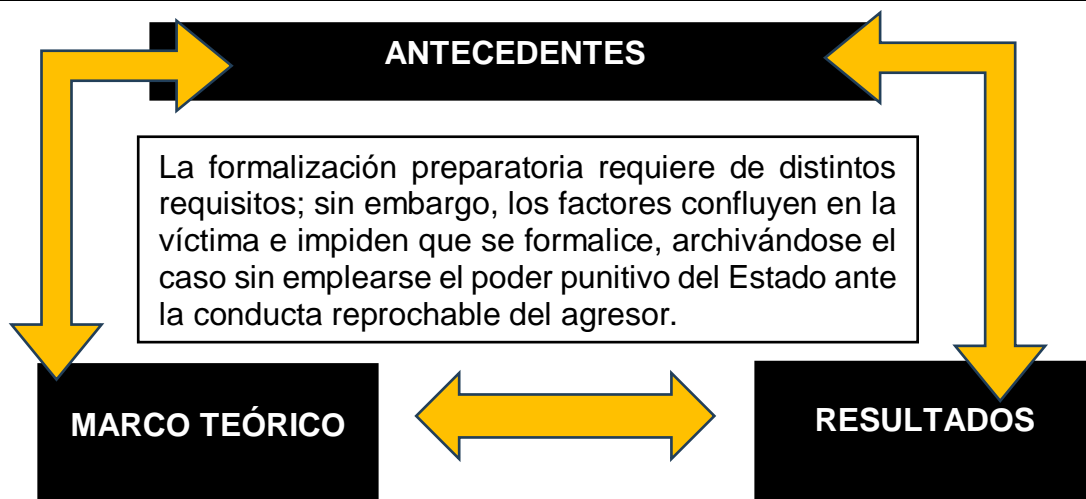 ANTECEDENTES
La formalización preparatoria requiere de distintos
requisitos; sin embargo, los factores confluyen en la
víctima e impiden que se formalice, archivándose el
caso sin emplearse el poder punitivo del Estado ante
la conducta reprochable del agresor.
MARCO TEÓRICO
RESULTADOS